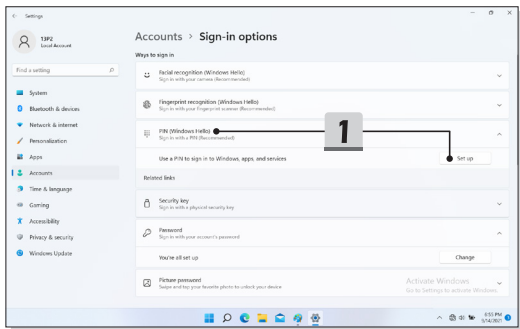 Settings
13P2
Local Account
Find a setting
System
Bluetooth & devices
Network & internet
Personalization
Apps
Accounts
Time & language
Gaming
Accessibility
Privacy & security
Windows Update
Accounts > Sign-in options
Ways to sign in
Facial recognition (Windows Hello)
Sign in with your camera (Recommended)
Fingerprint recognition (Windows Hello)
Sign in with your fingerprint scanner (Recommended)
PIN (Windows Hello)
Sign in with a PIN (Recommended)
1
Use a PIN to sign in to Windows, apps, and services
Set up
Related links
Security key
Sign in with a physical security key
Password
Sign in with your account's password
You're all set up
Change
Picture password
Swipe and tap your favorite photo to unlock your device
Activate Windows
Go to Settings to activate Windows.
6:55 PM
9/14/2021